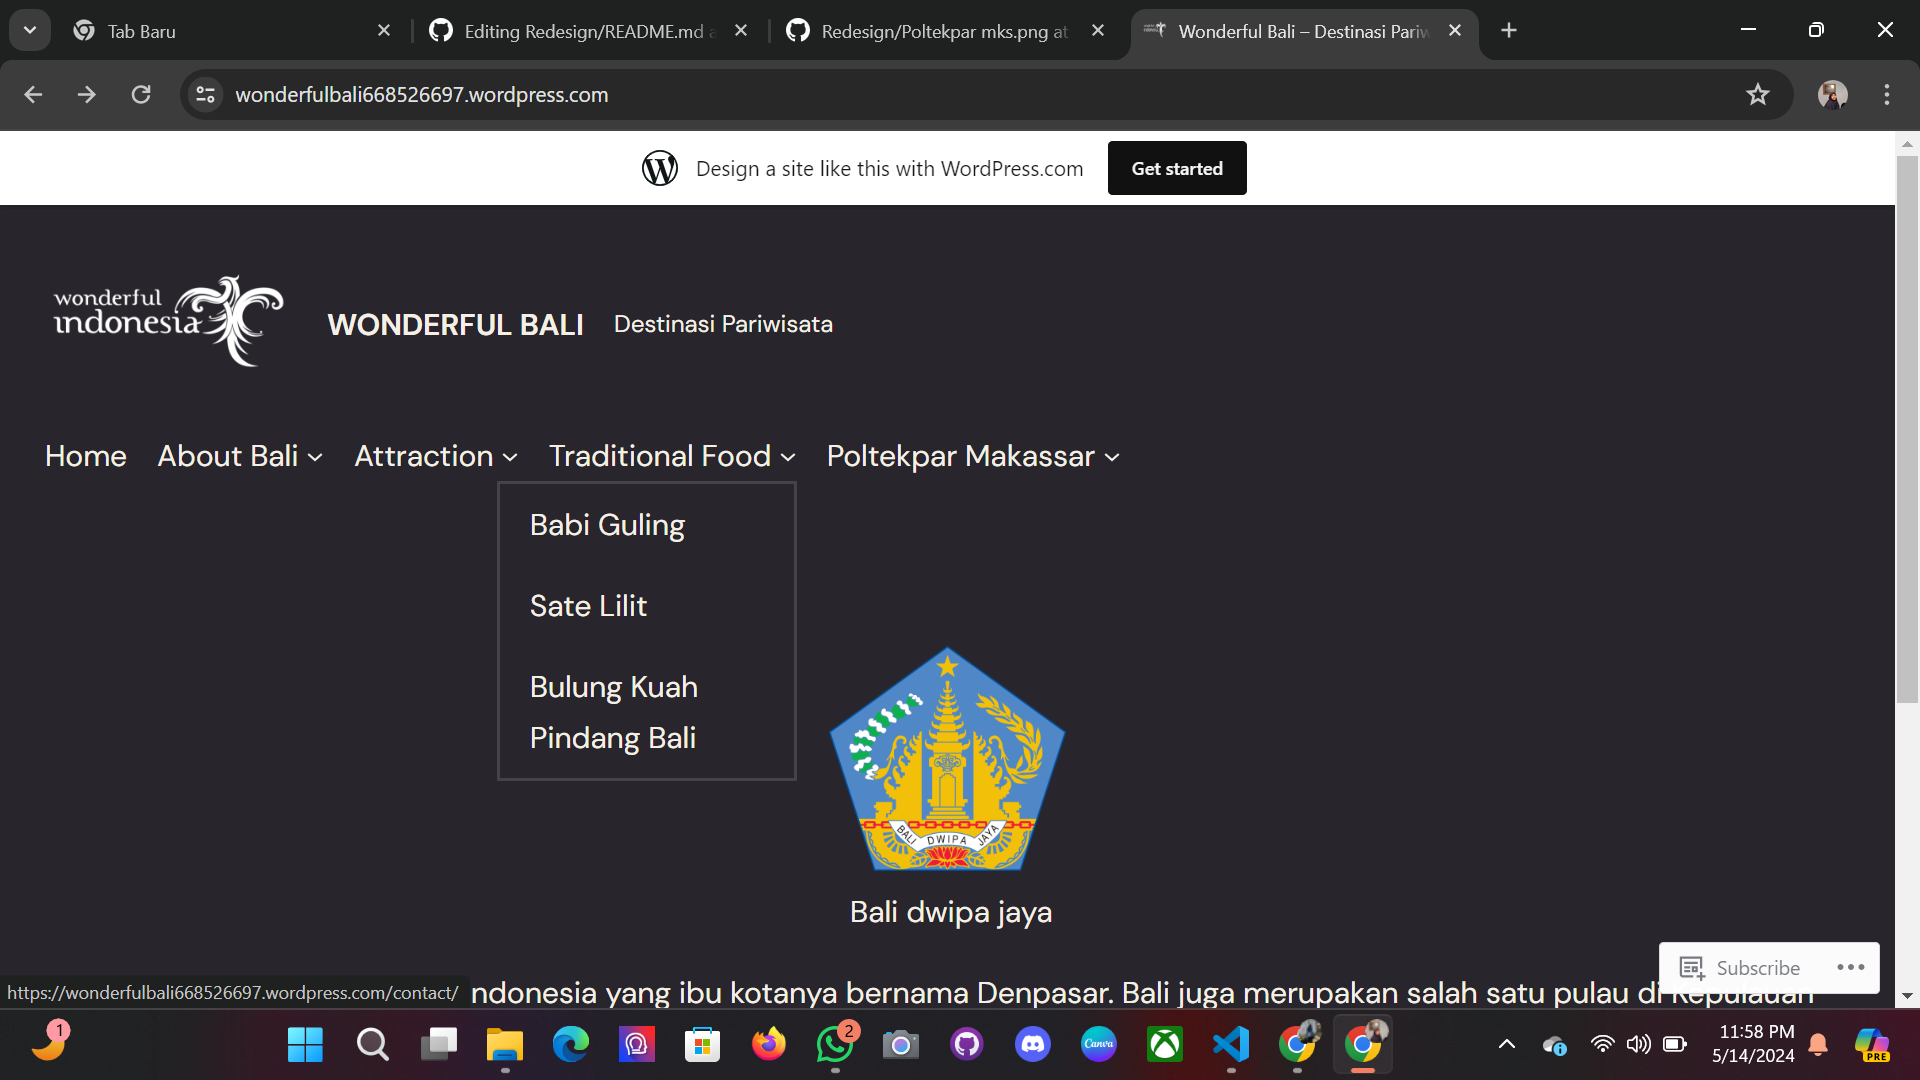 Tab Baru
Editing Redesign/README.md a
Redesign/Poltekpar mks.png at
Wonderful Bali – Destinasi Pariw
wonderfulbali668526697.wordpress.com
Design a site like this with WordPress.com
Get started
wonderful
indonesia
WONDERFUL BALI
Destinasi Pariwisata
Home
About Bali
Attraction
Traditional Food
Poltekpar Makassar
Babi Guling
Sate Lilit
Bulung Kuah
Pindang Bali
BALI DWIPA JAYA
Bali dwipa jaya
Subscribe
https://wonderfulbali668526697.wordpress.com/contact/
ndonesia yang ibu kotanya bernama Denpasar. Bali juga merupakan salah satu pulau di Kepulauan
1
2
Canva
11:58 PM
5/14/2024
PRE